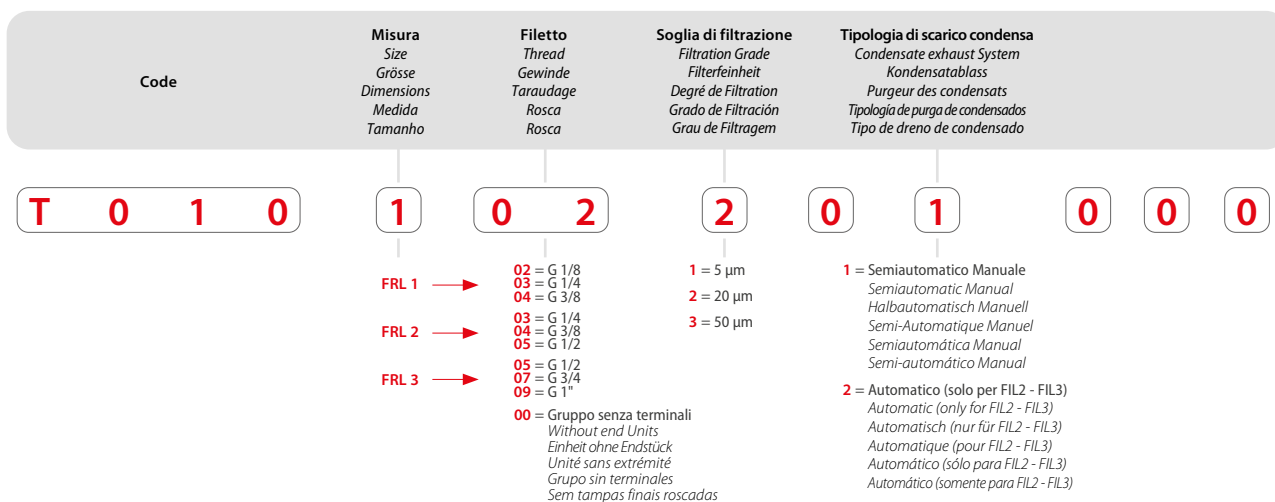 Code
Misura
Size
Grösse
Dimensions
Medida
Tamanho
Filetto
Thread
Gewinde
Taraudage
Rosca
Rosca
Soglia di filtrazione
Filtration Grade
Filterfeinheit
Degré de Filtration
Grado de Filtración
Grau de Filtragem
Tipologia di scarico condensa
Condensate exhaust System
Kondensatablass
Purgeur des condensats
Tipología de purga de condensados
Tipo de dreno de condensado
T 0 1 0 1 0 2 2 0 1 0 0 0
FRL 1
02 = G 1/8
03 = G 1/4
04 = G 3/8
FRL 2
03 = G 1/4
04 = G 3/8
05 = G 1/2
FRL 3
05 = G 1/2
07 = G 3/4
09 = G 1"
00 = Gruppo senza terminali
Without end Units
Einheit ohne Endstück
Unité sans extrémité
Grupo sin terminales
Sem tampas finais roscadas
1 = 5 µm
2 = 20 µm
3 = 50 µm
1 = Semiautomatico Manuale
Semiautomatic Manual
Halbautomatisch Manuell
Semi-Automatique Manuel
Semiautomática Manual
Semi-automático Manual
2 = Automatico (solo per FIL2 - FIL3)
Automatic (only for FIL2 - FIL3)
Automatisch (nur für FIL2 - FIL3)
Automatique (pour FIL2 - FIL3)
Automático (sólo para FIL2 - FIL3)
Automático (somente para FIL2 - FIL3)